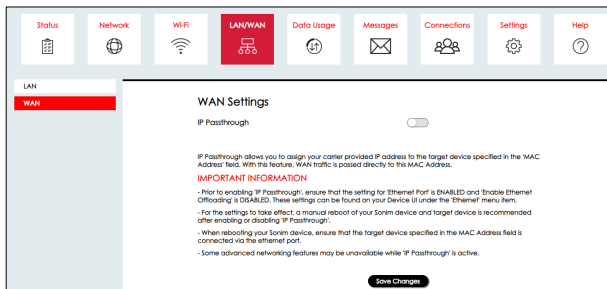 Status Network Wi-Fi LAN/WAN Data Usage Messages Connections Settings Help
LAN
WAN
WAN Settings
IP Passthrough
IP Passthrough allows you to assign your carrier provided IP address to the target device specified in the 'MAC
Address' field. With this feature, WAN traffic is passed directly to this MAC Address.
IMPORTANT INFORMATION
- Prior to enabling 'IP Passthrough', ensure that the setting for 'Ethernet Port' is ENABLED and 'Enable Ethernet
Offloading' is DISABLED. These settings can be found on your Device UI under the 'Ethernet' menu item.
- For the settings to take effect, a manual reboot of your Sonim device and target device is recommended
after enabling or disabling 'IP Passthrough'.
- When rebooting your Sonim device, ensure that the target device specified in the MAC Address field is
connected via the ethernet port.
- Some advanced networking features may be unavailable while 'IP Passthrough' is active.
Save Changes